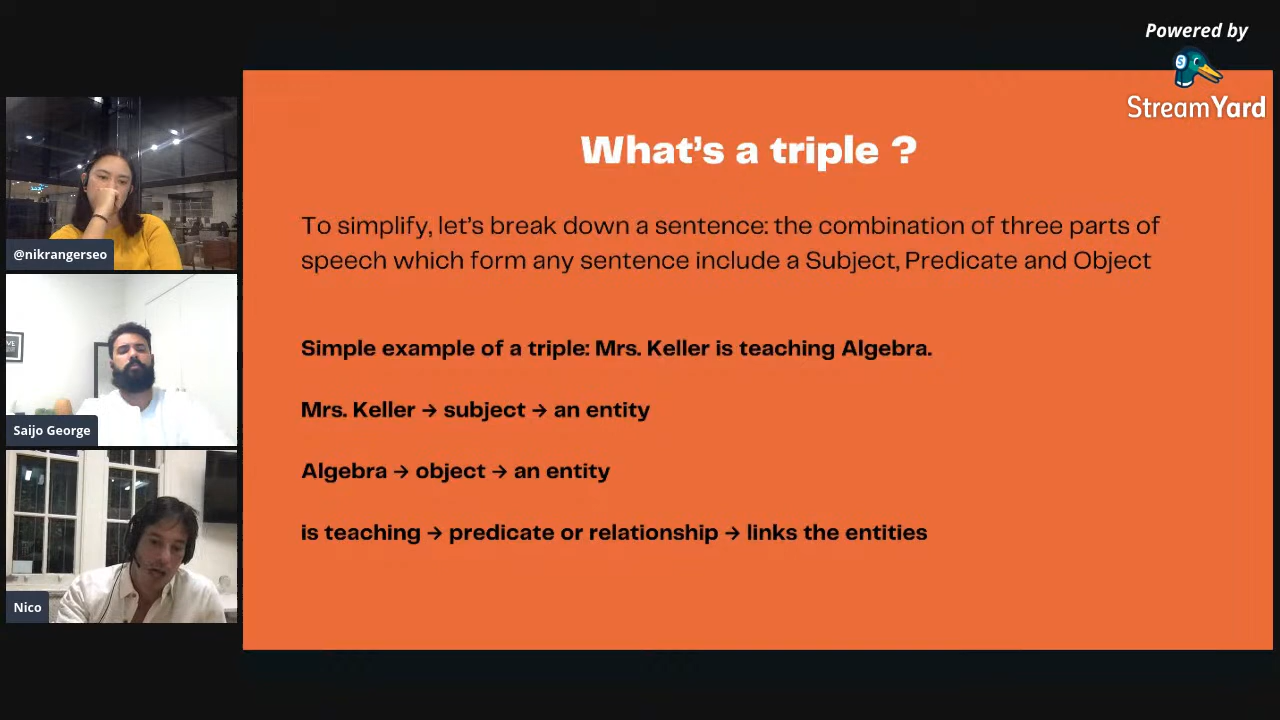 Powered by
StreamYard
What's a triple ?
To simplify, let's break down a sentence: the combination of three parts of
speech which form any sentence include a Subject, Predicate and Object
Simple example of a triple: Mrs. Keller is teaching Algebra.
Mrs. Keller → subject → an entity
Algebra → object → an entity
is teaching → predicate or relationship → links the entities
@nikrangerseo
Saijo George
Nico